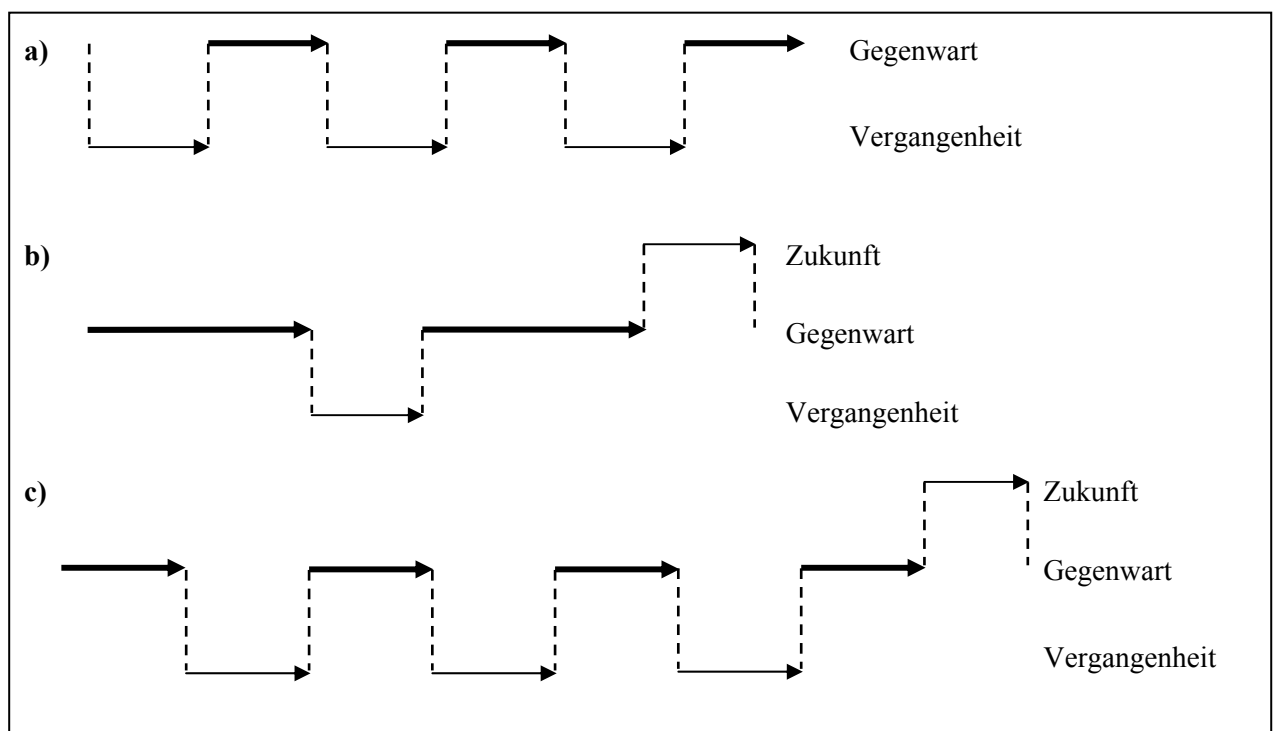 a)
Gegenwart
Vergangenheit
b)
Zukunft
Gegenwart
Vergangenheit
c)
Zukunft
Gegenwart
Vergangenheit